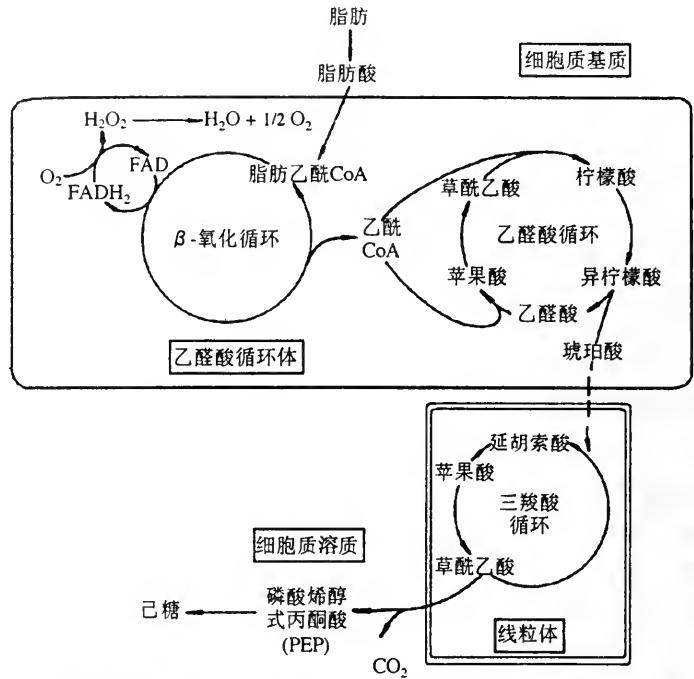 脂肪
细胞质基质
脂肪酸
H₂O₂
H₂O + 1/2 O₂
O₂
FAD
FADH₂
脂肪乙酰CoA
草酰乙酸
柠檬酸
β-氧化循环
乙酰
CoA
乙醛酸循环
苹果酸
异柠檬酸
乙醛酸
乙醛酸循环体
琥珀酸
延胡索酸
苹果酸
三羧酸
循环
细胞质溶质
草酰乙酸
己糖
磷酸烯醇
式丙酮酸
(PEP)
线粒体
CO₂